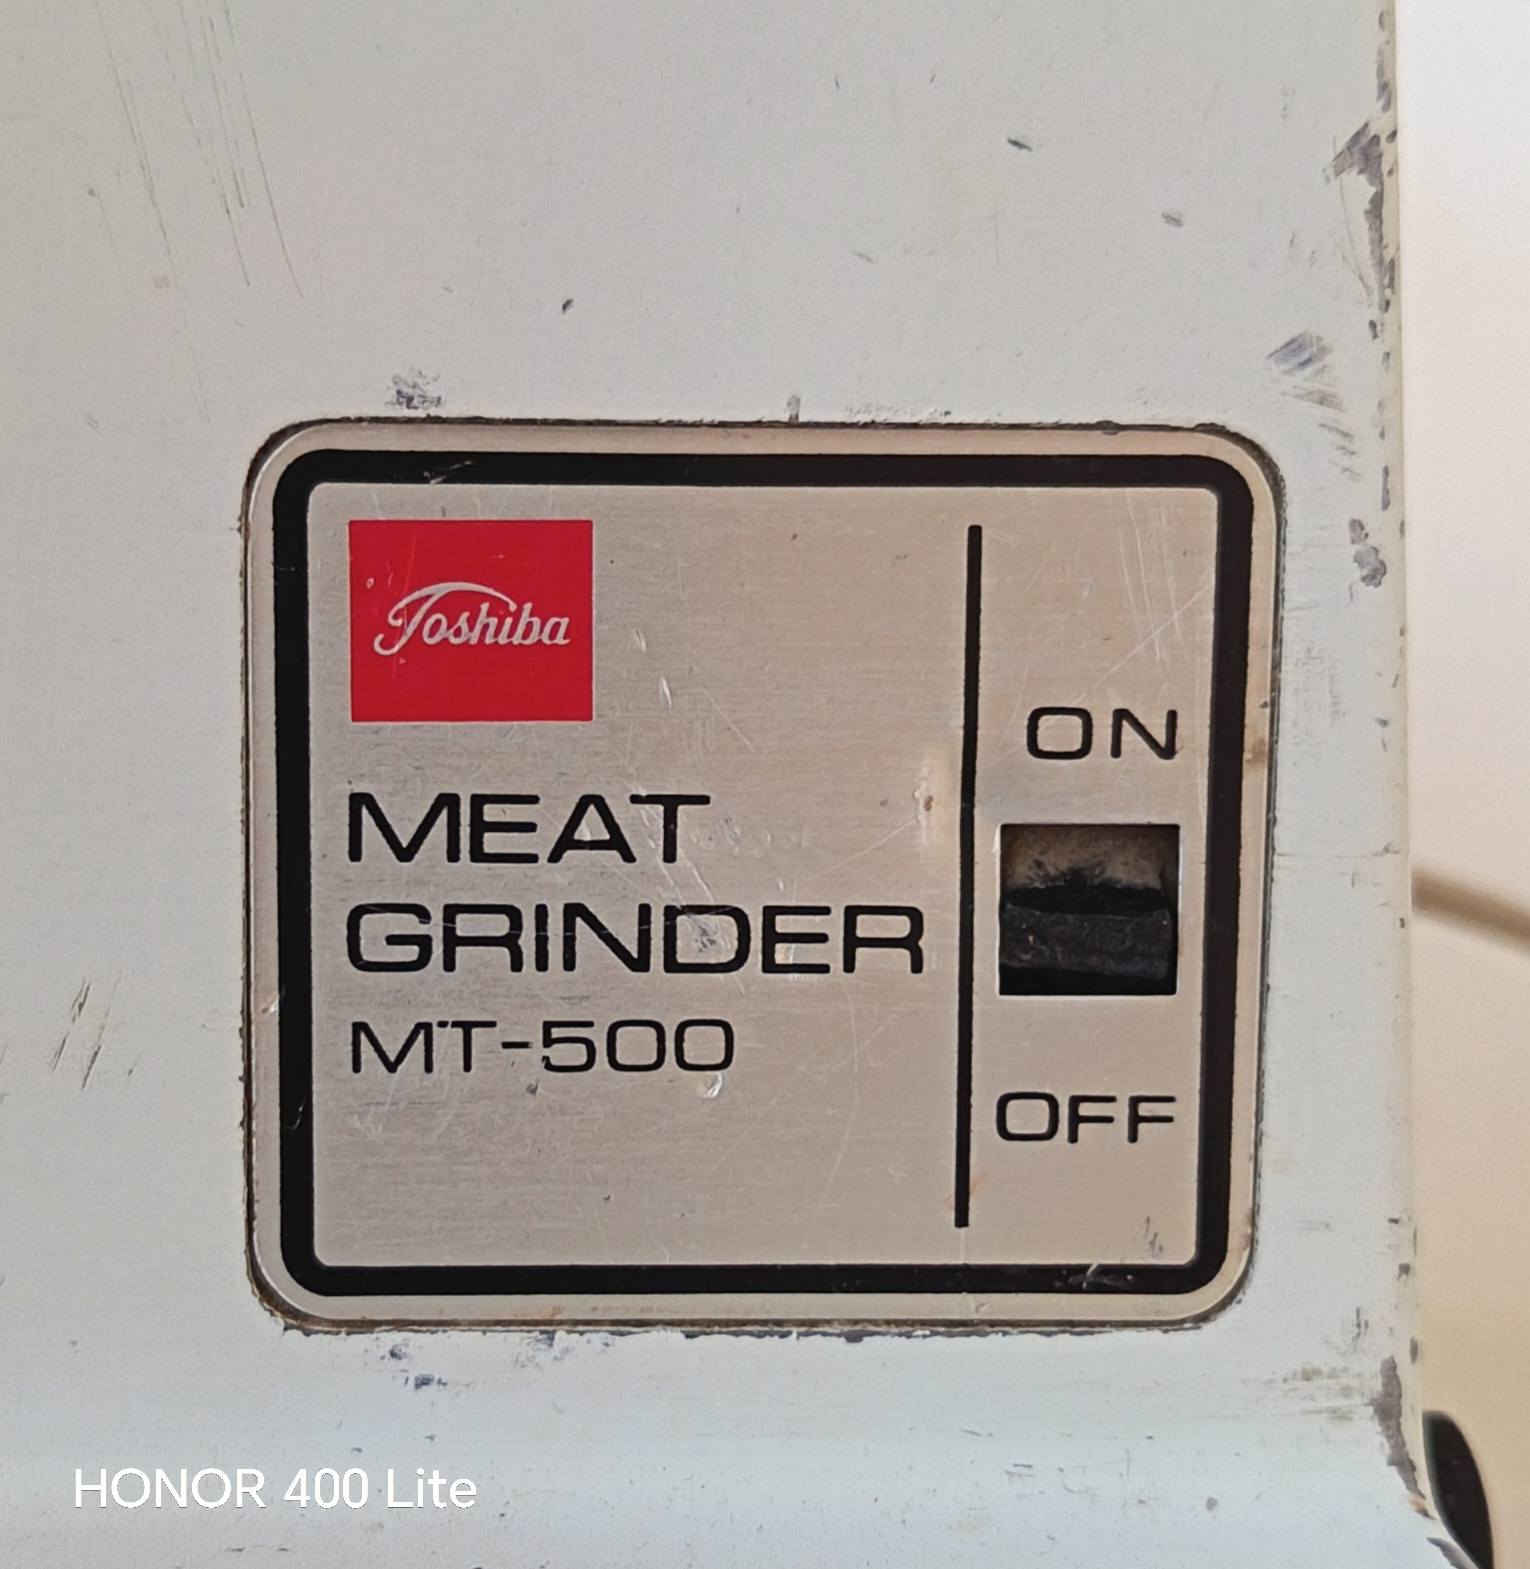 Toshiba
MEAT
GRINDER
MT-500
ON
OFF
HONOR 400 Lite